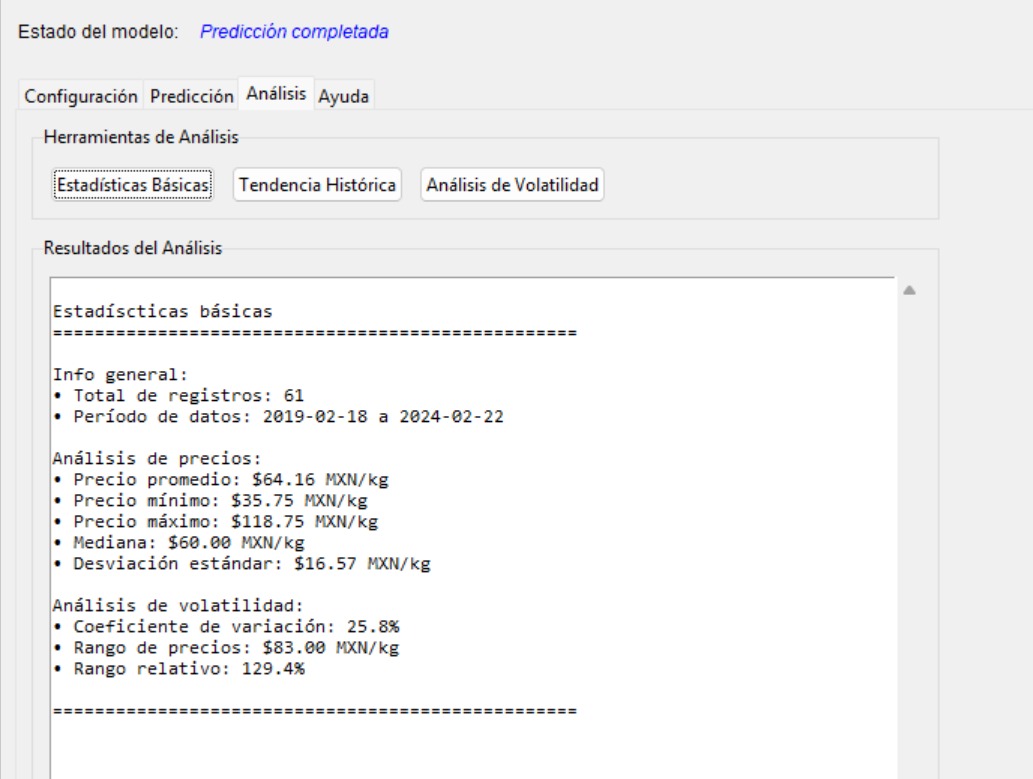 Estado del modelo: Predicción completada
Configuración Predicción Análisis Ayuda
Herramientas de Análisis
Estadísticas Básicas Tendencia Histórica Análisis de Volatilidad
Resultados del Análisis
Estadíscticas básicas
==================================================
Info general:
• Total de registros: 61
• Período de datos: 2019-02-18 a 2024-02-22
Análisis de precios:
• Precio promedio: $64.16 MXN/kg
• Precio mínimo: $35.75 MXN/kg
• Precio máximo: $118.75 MXN/kg
• Mediana: $60.00 MXN/kg
• Desviación estándar: $16.57 MXN/kg
Análisis de volatilidad:
• Coeficiente de variación: 25.8%
• Rango de precios: $83.00 MXN/kg
• Rango relativo: 129.4%
==================================================